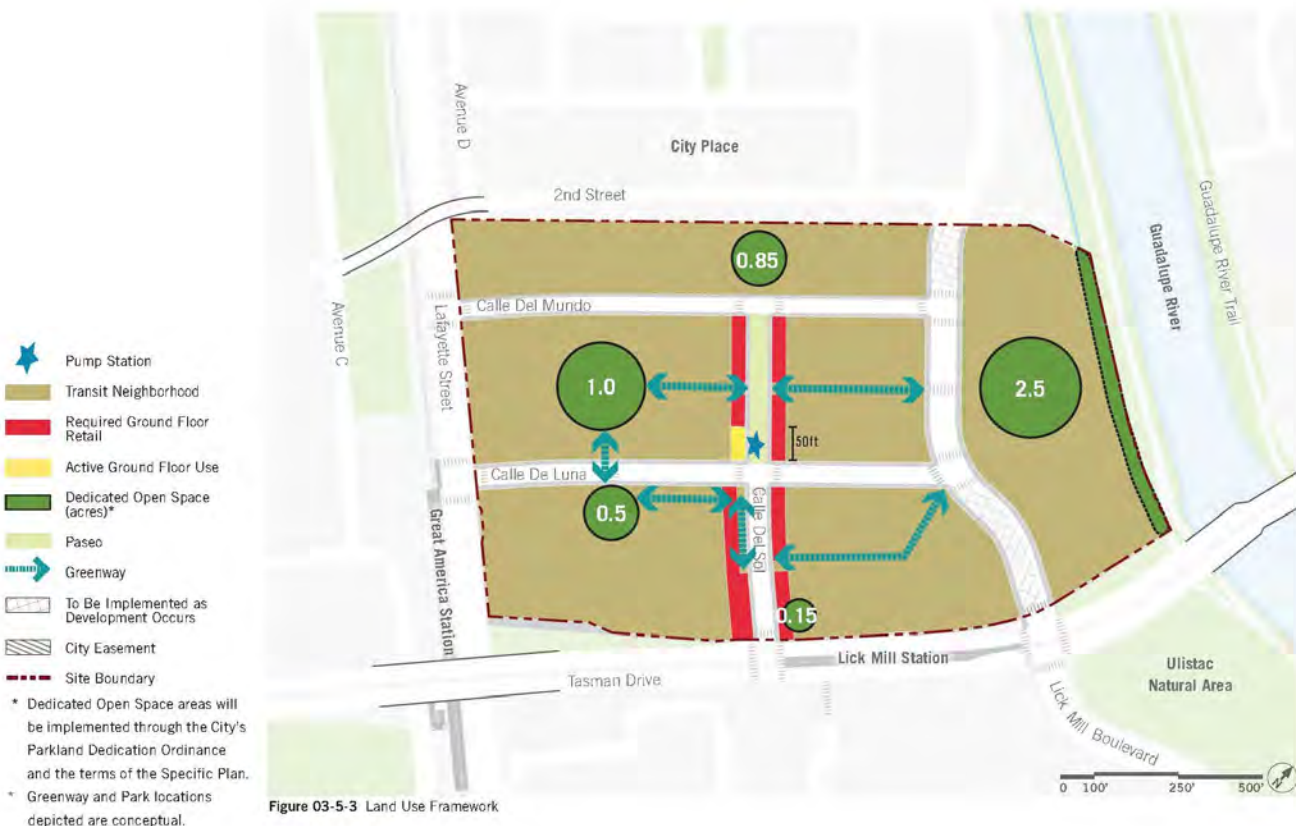 Avenue D
City Place
2nd Street
Guadalupe River Trail
Guadalupe River
0.85
Calle Del Mundo
Avenue C
Lafayette Street
1.0
2.5
50ft
Calle De Luna
0.5
Calle Del Sol
Great America Station
0.15
Lick Mill Station
Tasman Drive
Ulistac
Natural Area
Lick Mill Boulevard
0 100' 250' 500'
N
Pump Station
Transit Neighborhood
Required Ground Floor
Retail
Active Ground Floor Use
Dedicated Open Space
(acres)*
Paseo
Greenway
To Be Implemented as
Development Occurs
City Easement
Site Boundary
* Dedicated Open Space areas will
be implemented through the City's
Parkland Dedication Ordinance
and the terms of the Specific Plan.
* Greenway and Park locations
depicted are conceptual.
Figure 03-5-3 Land Use Framework